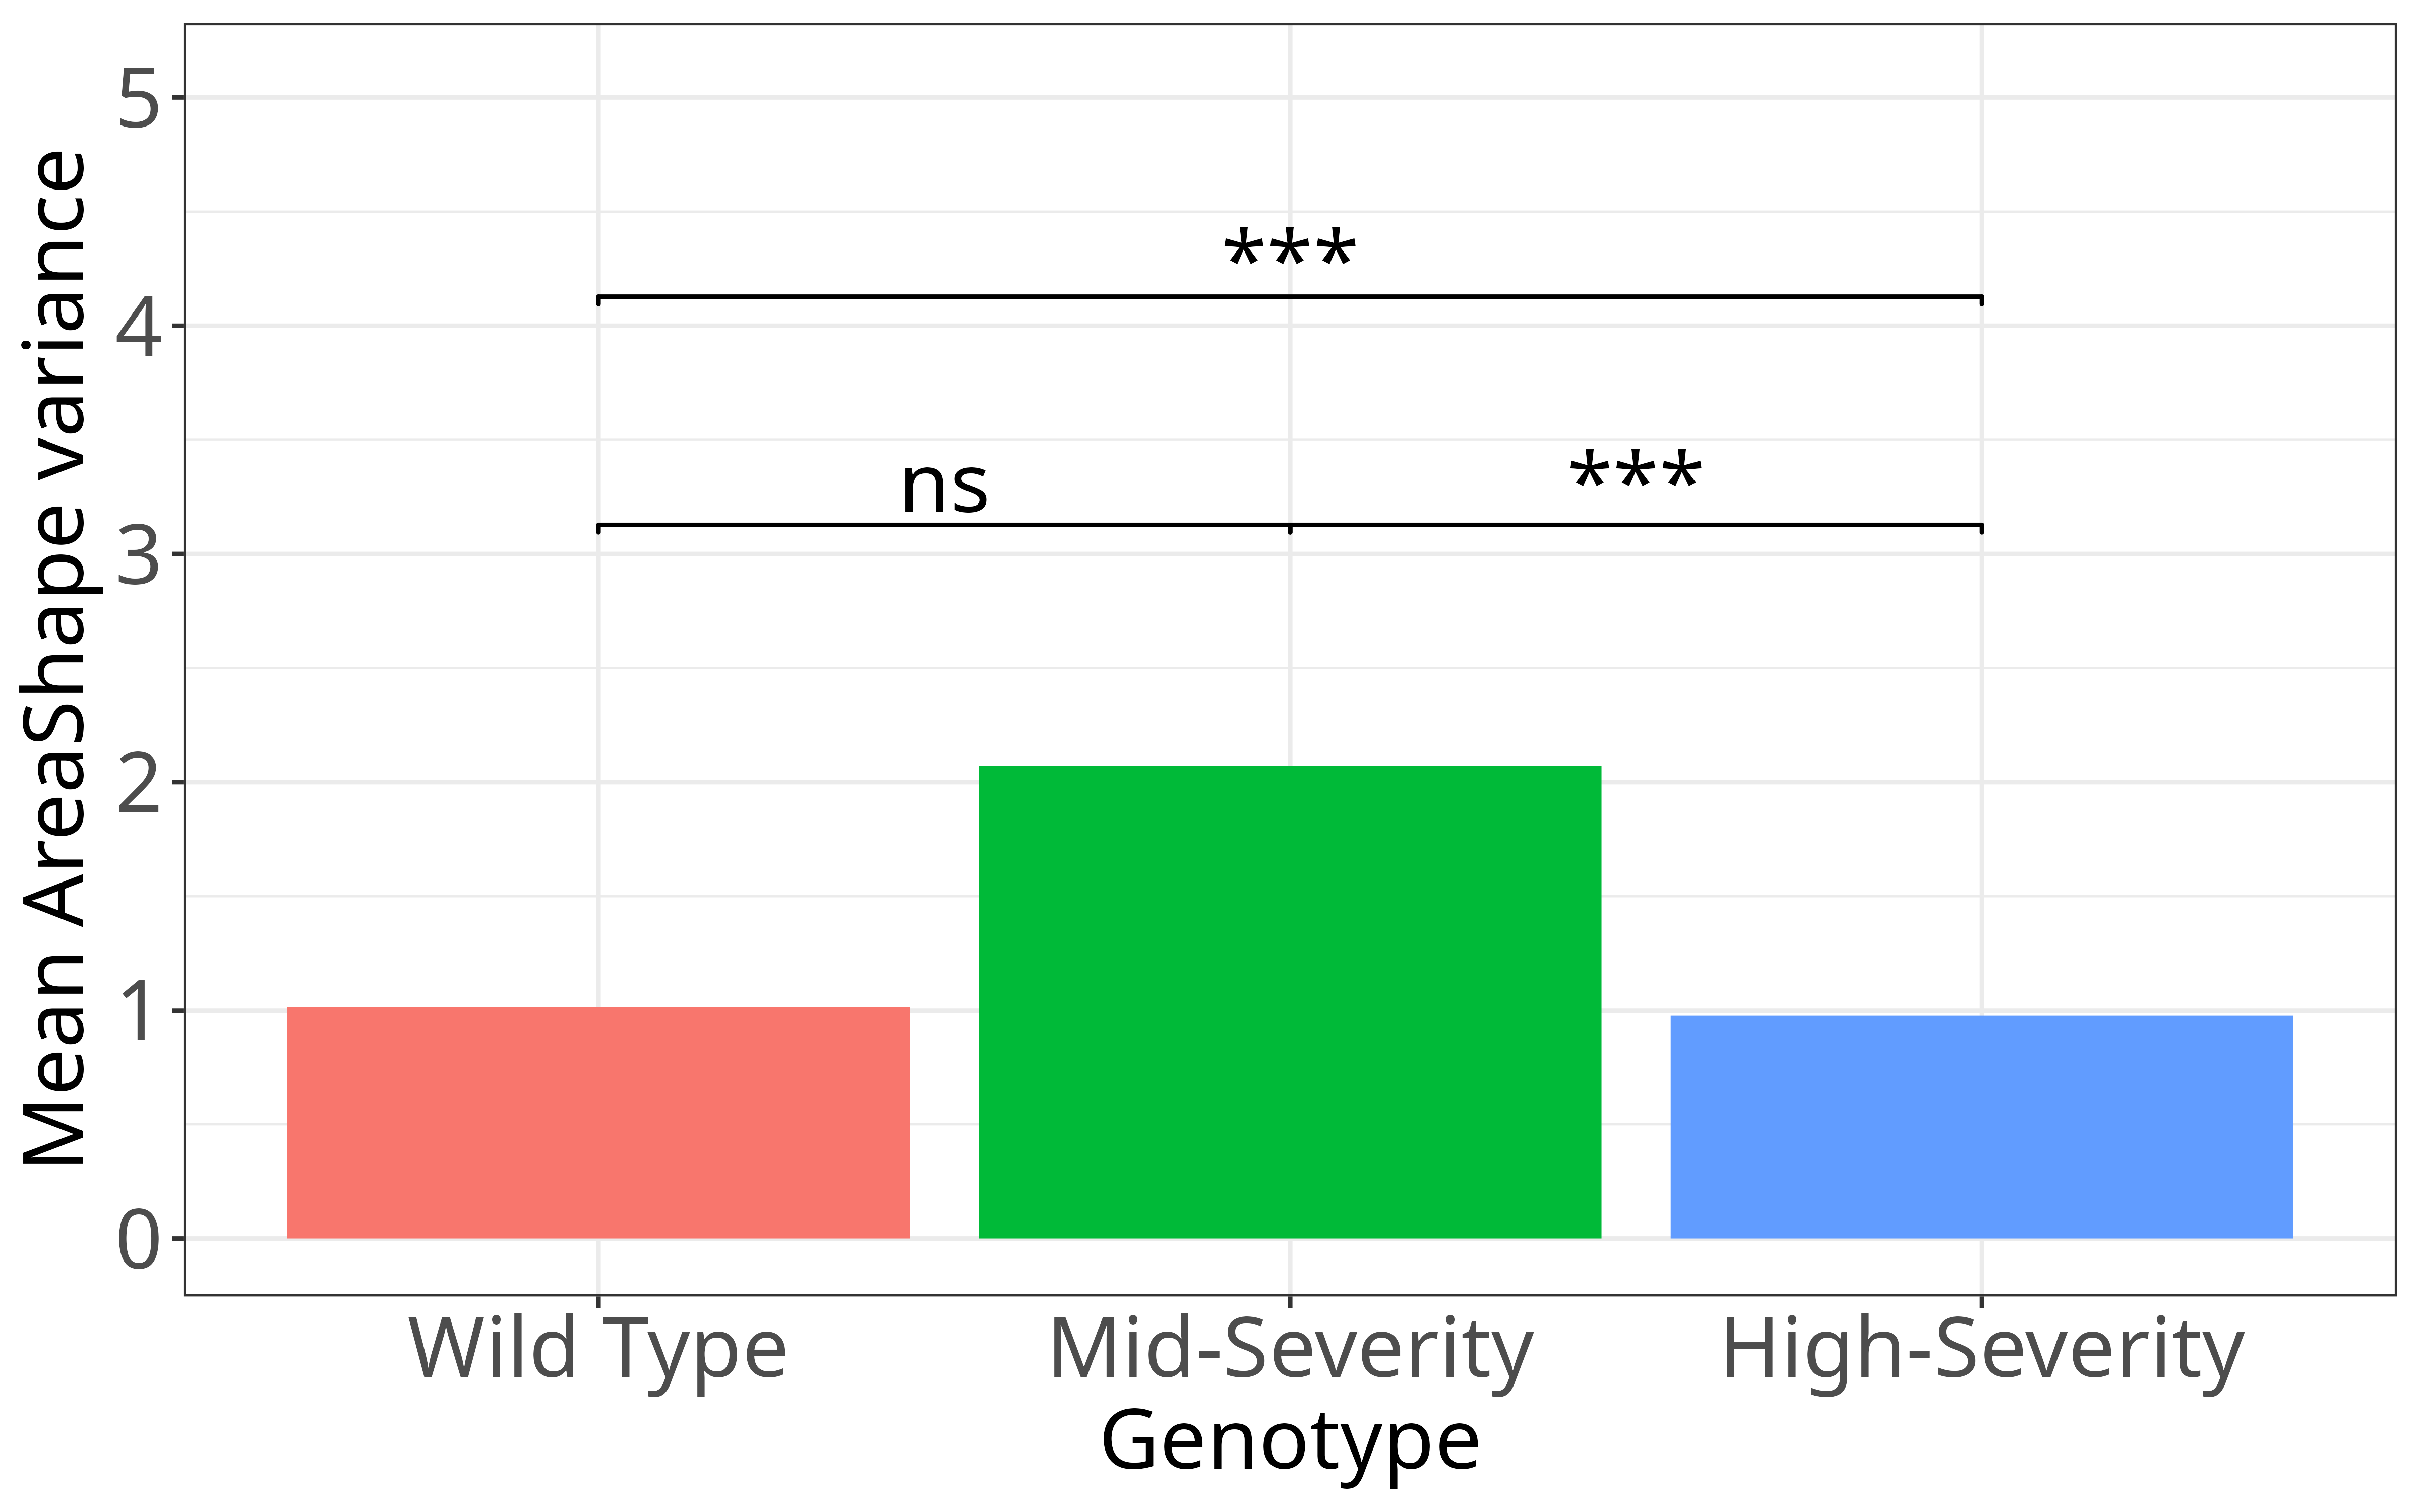 Mean AreaShape variance
5
4
3
2
1
0
***
ns
***
Wild Type
Mid-Severity
High-Severity
Genotype